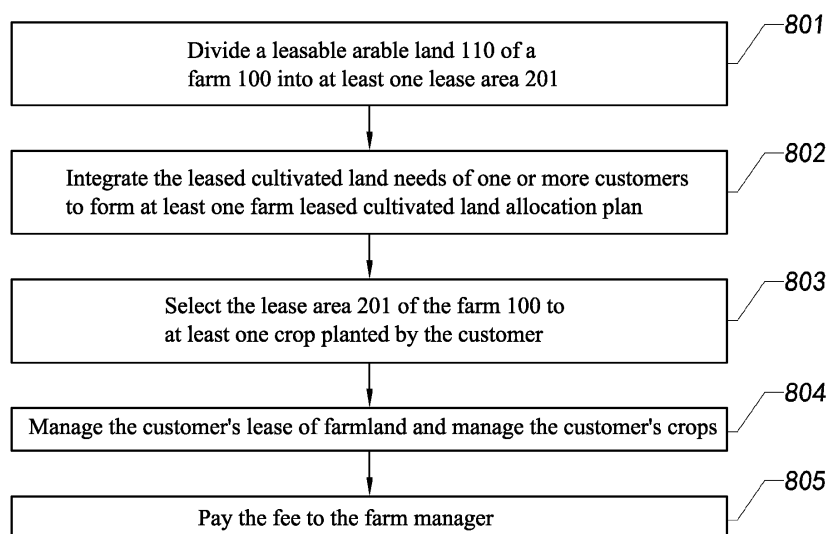 801
Divide a leasable arable land 110 of a
farm 100 into at least one lease area 201
802
Integrate the leased cultivated land needs of one or more customers
to form at least one farm leased cultivated land allocation plan
803
Select the lease area 201 of the farm 100 to
at least one crop planted by the customer
804
Manage the customer's lease of farmland and manage the customer's crops
805
Pay the fee to the farm manager